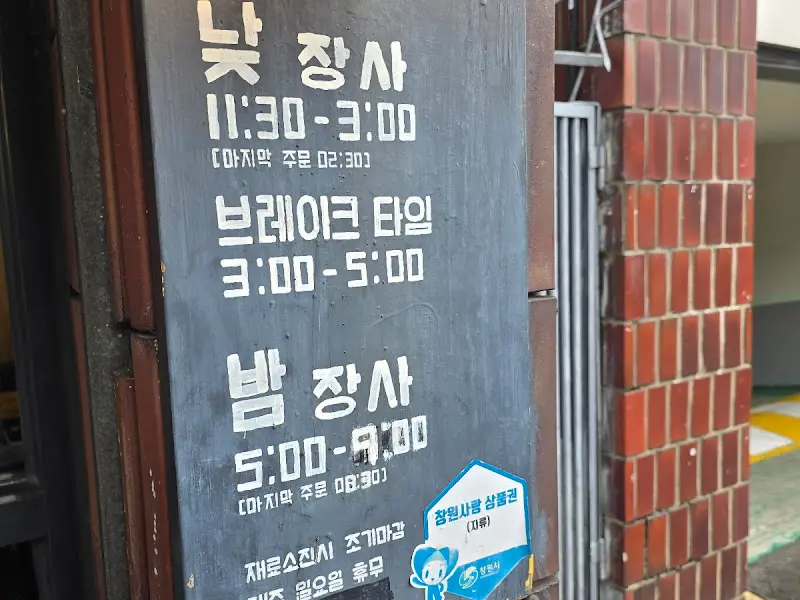 낮 장사
11:30-3:00
[마지막 주문 02:30]
브레이크 타임
3:00-5:00
밤 장사
5:00-9:00
[마지막 주문 08:30]
재료소진시 조기마감
일요일 휴무
창원사랑 상품권
(지류)
창원시